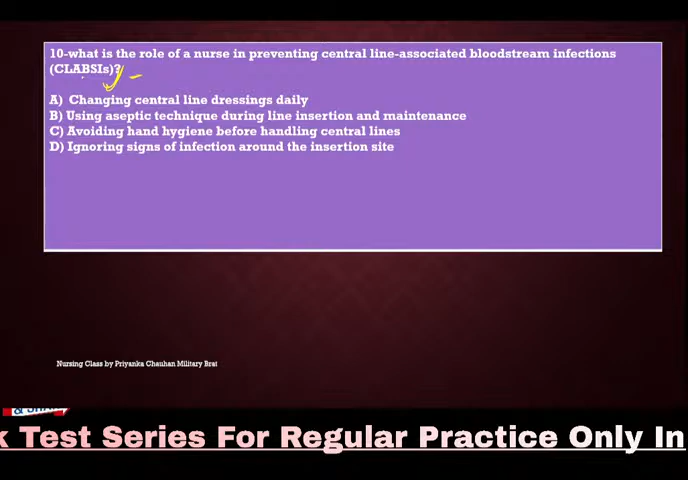 10-what is the role of a nurse in preventing central line-associated bloodstream infections
(CLABSIs)?
A) Changing central line dressings daily
B) Using aseptic technique during line insertion and maintenance
C) Avoiding hand hygiene before handling central lines
D) Ignoring signs of infection around the insertion site
Nursing Class by Priyanka Chauhan Military Brat
k Test Series For Regular Practice Only In